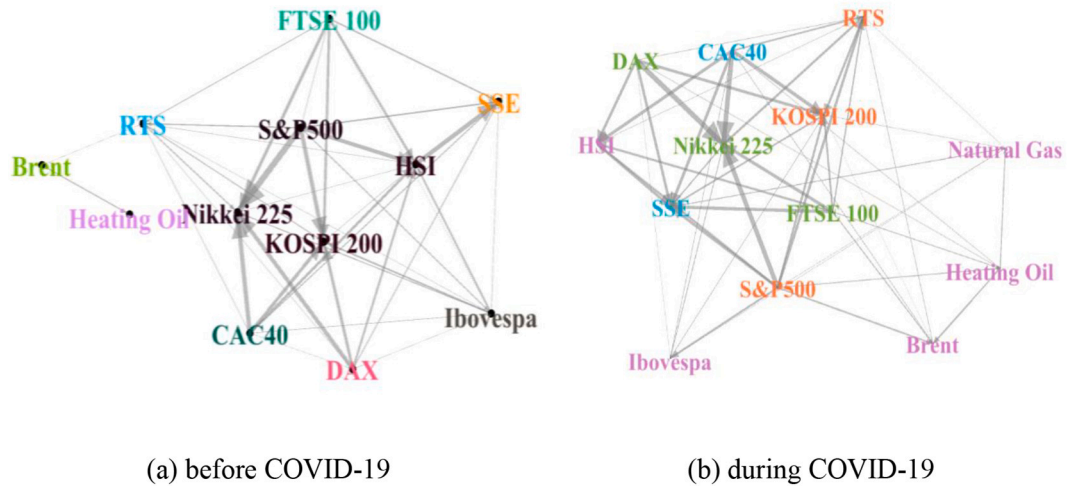 FTSE 100
SSE
RTS
S&P500
HSI
Brent
Heating Oil
Nikkei 225
KOSPI 200
Ibovespa
CAC40
DAX
(a) before COVID-19
RTS
CAC40
DAX
KOSPI 200
HSI
Nikkei 225
Natural Gas
SSE
FTSE 100
Heating Oil
S&P500
Brent
Ibovespa
(b) during COVID-19